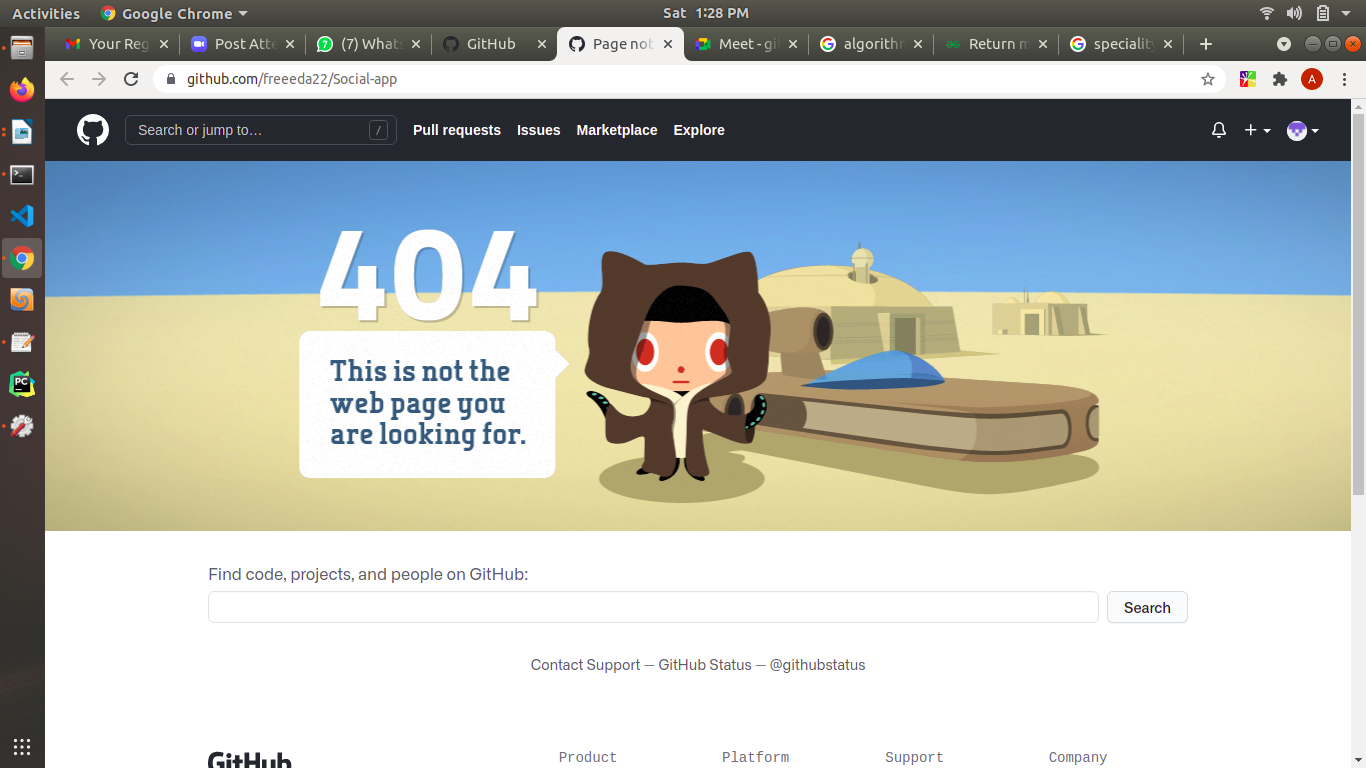 Activities Google Chrome Sat 1:28 PM
Your Reg Post Atte (7) Whats GitHub Page not Meet - gi algorithm Return m speciality
github.com/freeeda22/Social-app A
Search or jump to… / Pull requests Issues Marketplace Explore
404
This is not the
web page you
are looking for.
Find code, projects, and people on GitHub:
Search
Contact Support — GitHub Status — @githubstatus
GitHub Product Platform Support Company